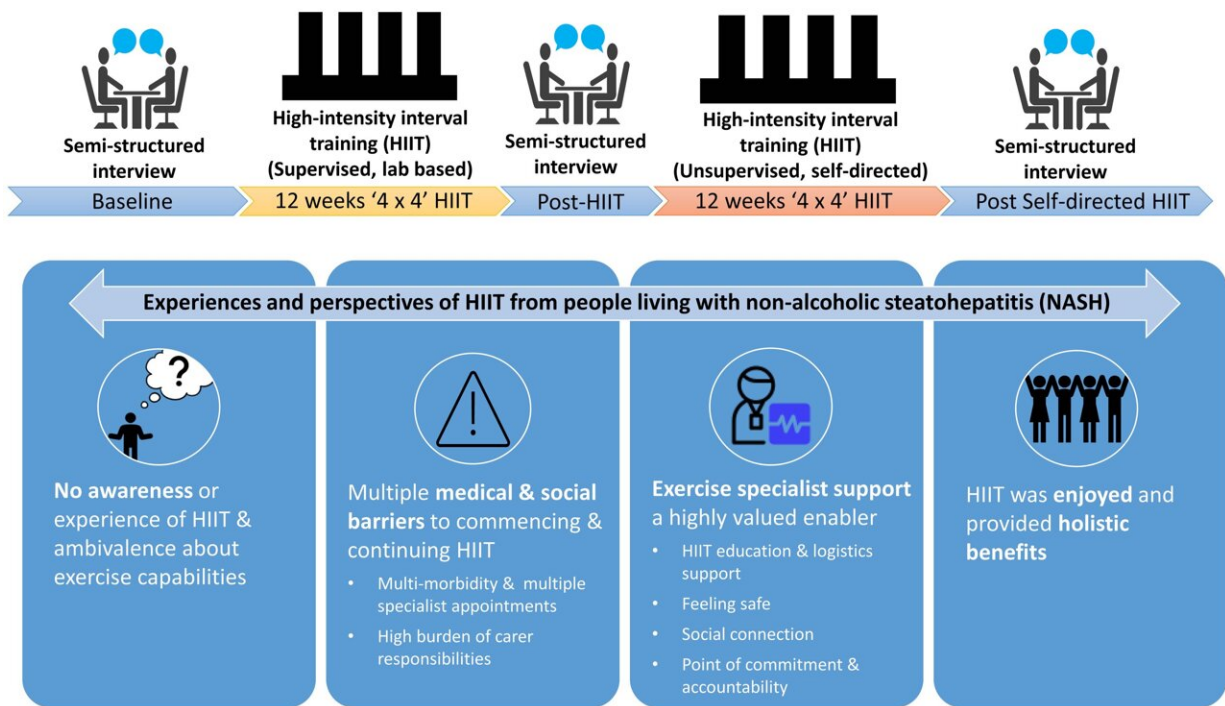 Semi-structured
interview
High-intensity interval
training (HIIT)
(Supervised, lab based)
Semi-structured
interview
High-intensity interval
training (HIIT)
(Unsupervised, self-directed)
Semi-structured
interview
Baseline
12 weeks ‘4 x 4’ HIIT
Post-HIIT
12 weeks ‘4 x 4’ HIIT
Post Self-directed HIIT
Experiences and perspectives of HIIT from people living with non-alcoholic steatohepatitis (NASH)
?
No awareness or
experience of HIIT &
ambivalence about
exercise capabilities
!
Multiple medical & social
barriers to commencing &
continuing HIIT
• Multi-morbidity & multiple
specialist appointments
• High burden of carer
responsibilities
Exercise specialist support
a highly valued enabler
• HIIT education & logistics
support
• Feeling safe
• Social connection
• Point of commitment &
accountability
HIIT was enjoyed and
provided holistic
benefits